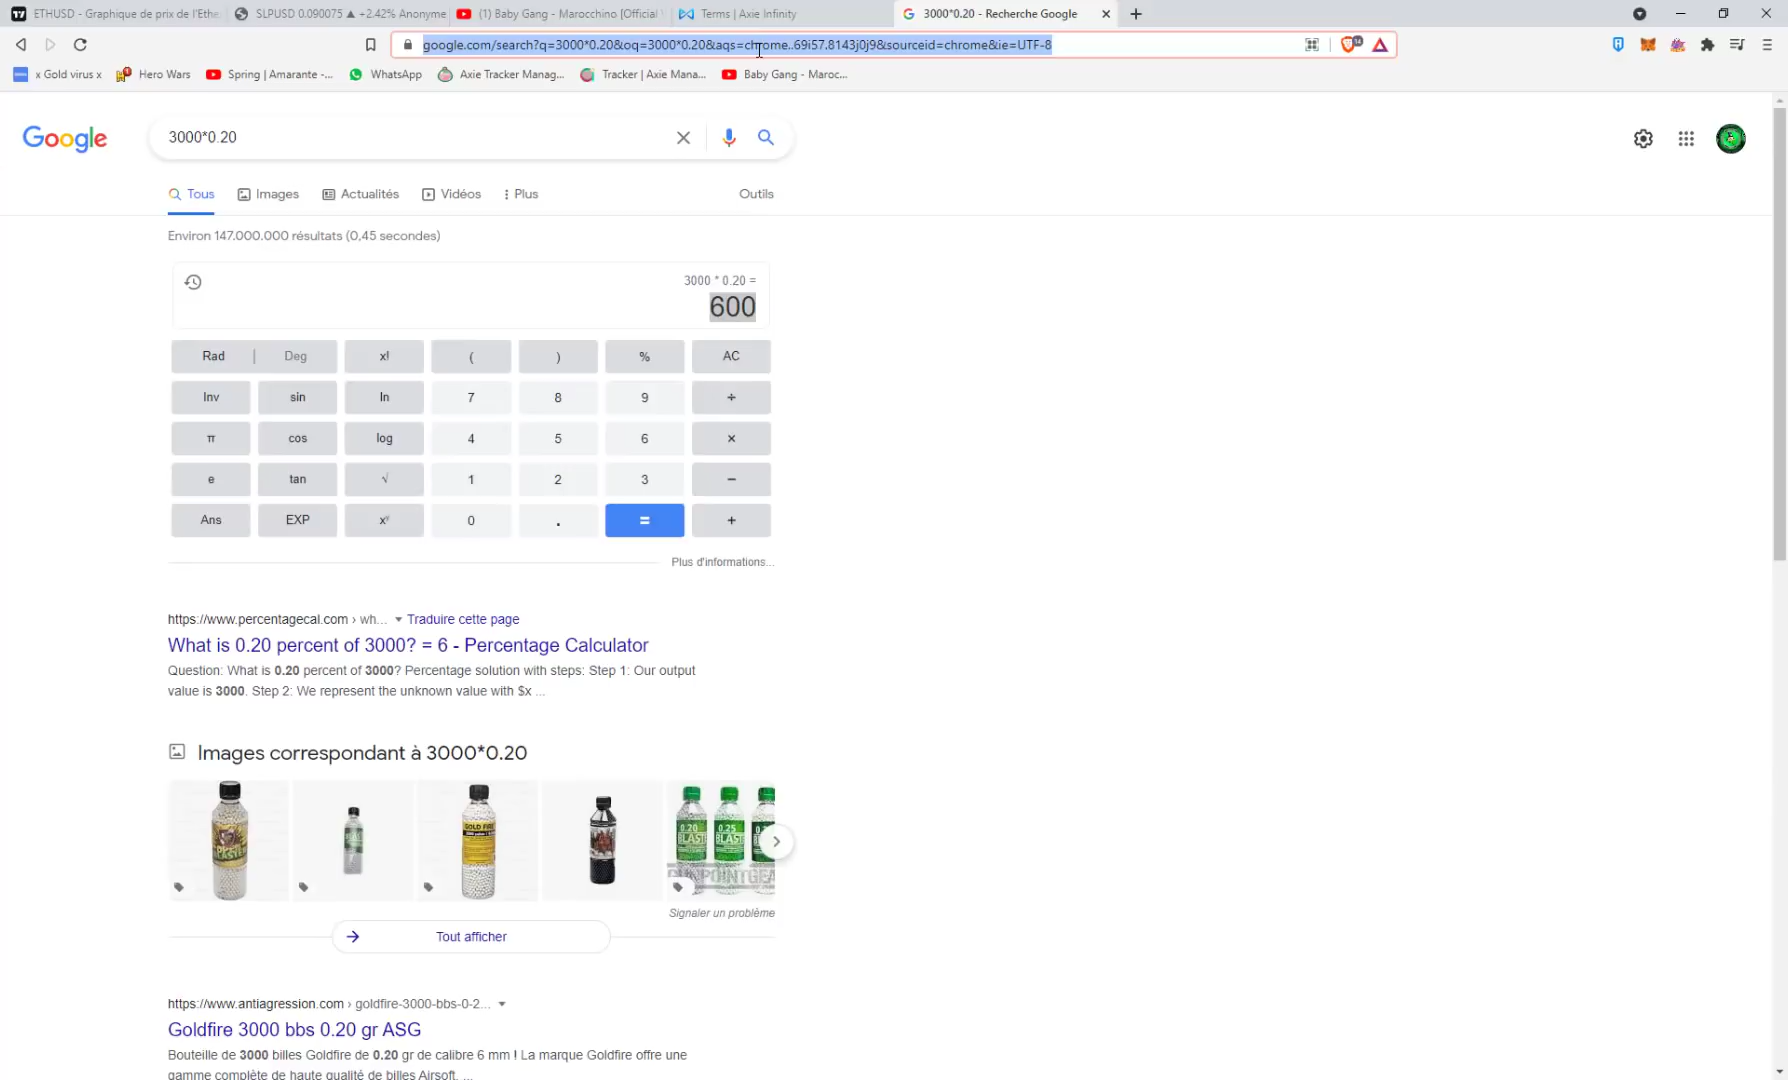 ETHUSD - Graphique de prix de l'Ethe
SLPUSD 0.090075 ▲ +2.42% Anonyme
(1) Baby Gang - Marocchino [Official
Terms | Axie Infinity
3000*0.20 - Recherche Google
google.com/search?q=3000*0.20&oq=3000*0.20&aqs=chrome..69i57.8143j0j9&sourceid=chrome&ie=UTF-8
x Gold virus x
Hero Wars
Spring | Amarante -...
WhatsApp
Axie Tracker Manag...
Tracker | Axie Mana...
Baby Gang - Maroc...
Google
3000*0.20
Tous
Images
Actualités
Vidéos
Plus
Outils
Environ 147.000.000 résultats (0,45 secondes)
3000 * 0.20 =
600
Rad | Deg x! ( ) % AC
Inv sin ln 7 8 9 ÷
π cos log 4 5 6 ×
e tan √ 1 2 3 −
Ans EXP xʸ 0 . = +
Plus d'informations...
https://www.percentagecal.com › wh... Traduire cette page
What is 0.20 percent of 3000? = 6 - Percentage Calculator
Question: What is 0.20 percent of 3000? Percentage solution with steps: Step 1: Our output
value is 3000. Step 2: We represent the unknown value with $x ...
Images correspondant à 3000*0.20
GOLD FIRE
0.20
0.25
BLASTER
Signaler un problème
Tout afficher
https://www.antiagression.com › goldfire-3000-bbs-0-2...
Goldfire 3000 bbs 0.20 gr ASG
Bouteille de 3000 billes Goldfire de 0.20 gr de calibre 6 mm ! La marque Goldfire offre une
gamme complète de haute qualité de billes Airsoft. ...